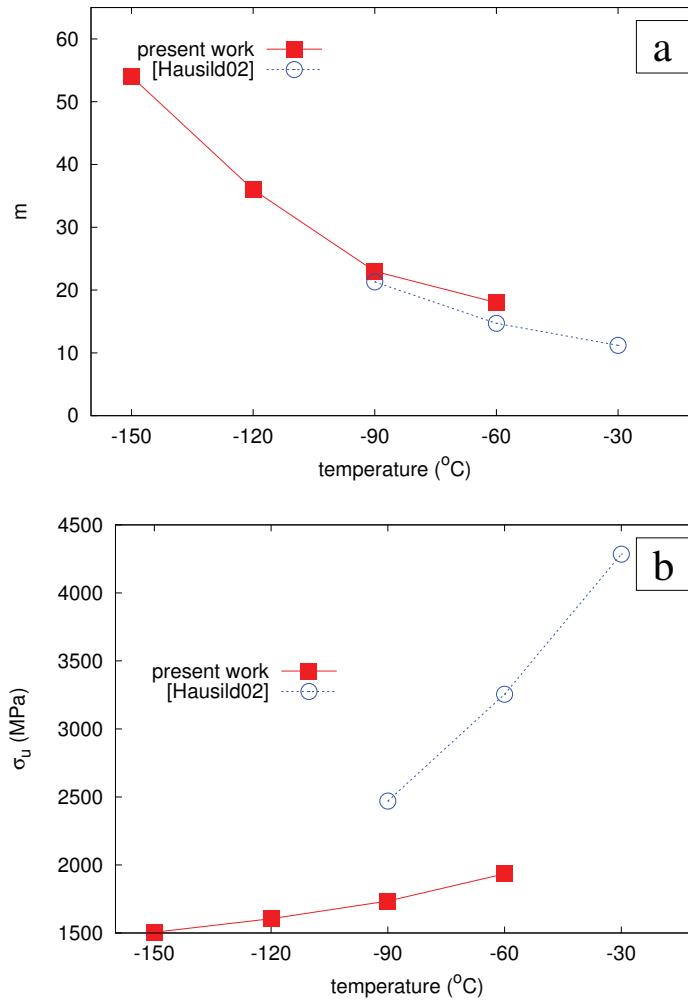 60
50
40
30
20
10
0
m
present work
[Hausild02]
a
-150 -120 -90 -60 -30
temperature (°C)
4500
4000
3500
3000
2500
2000
1500
σu (MPa)
present work
[Hausild02]
b
-150 -120 -90 -60 -30
temperature (°C)